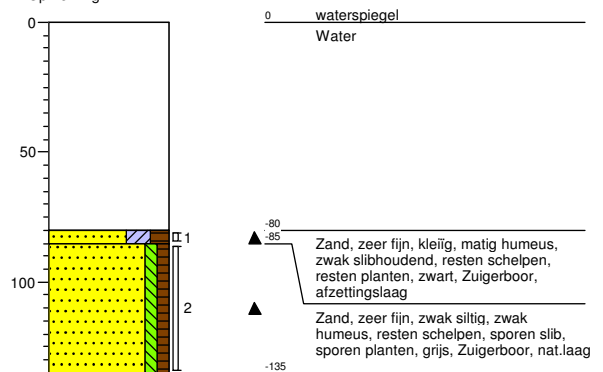 0 waterspiegel
0
Water
50
-80
1 -85
Zand, zeer fijn, kleiïg, matig humeus,
zwak slibhoudend, resten schelpen,
resten planten, zwart, Zuigerboor,
afzettingslaag
100
2
Zand, zeer fijn, zwak siltig, zwak
humeus, resten schelpen, sporen slib,
sporen planten, grijs, Zuigerboor, nat.laag
-135